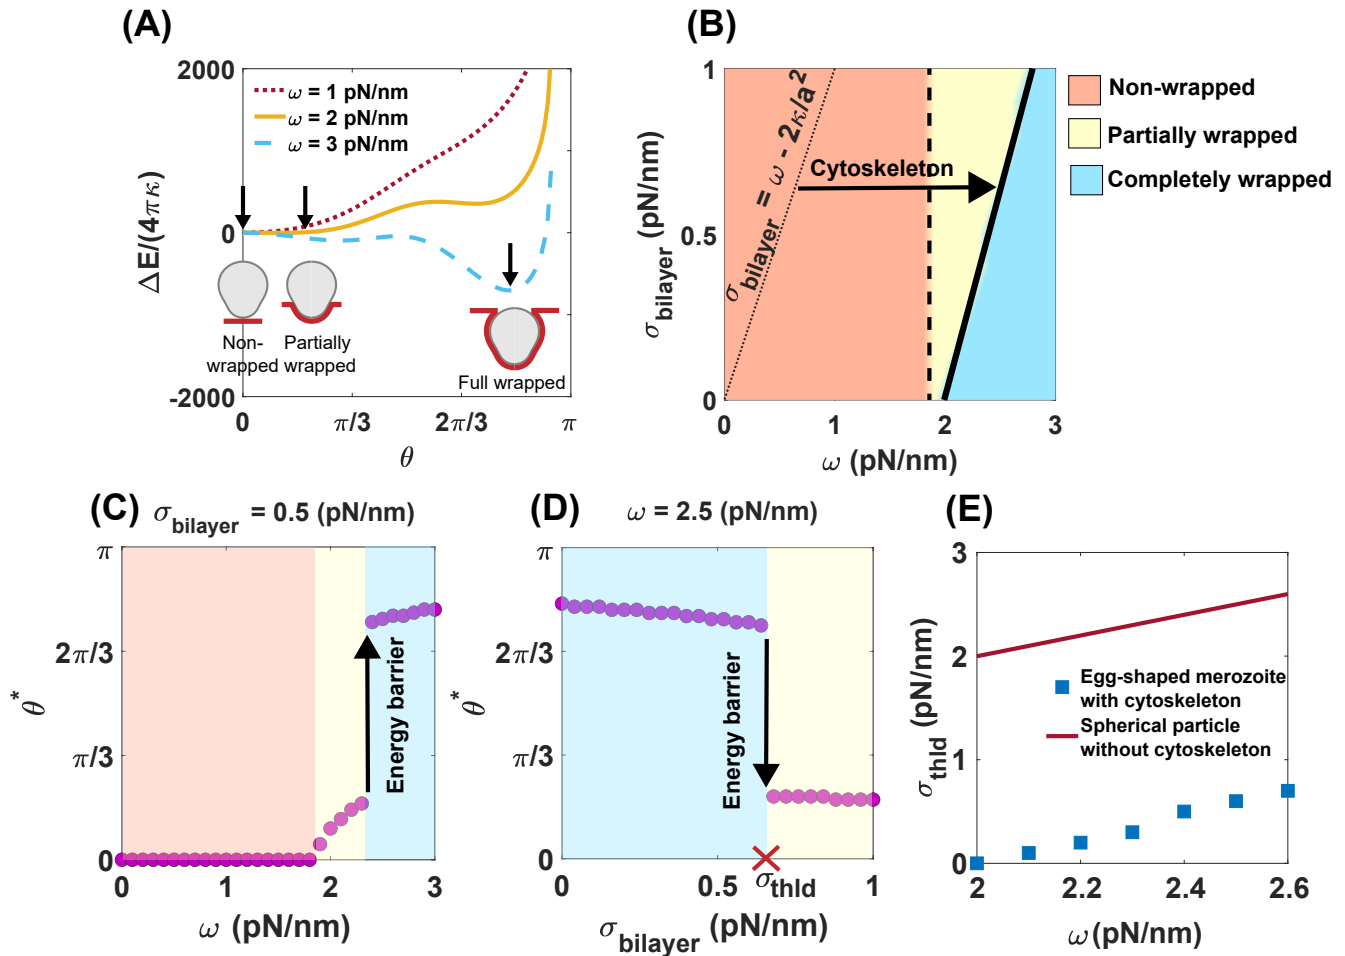 (A)
2000
0
-2000
ΔE/(4πκ)
ω = 1 pN/nm
ω = 2 pN/nm
ω = 3 pN/nm
Non-
wrapped
Partially
wrapped
Full wrapped
0
π/3
2π/3
π
θ
(B)
1
0.5
0
σbilayer (pN/nm)
σbilayer = ω - 2κ/a²
Cytoskeleton
0
1
2
3
ω (pN/nm)
Non-wrapped
Partially wrapped
Completely wrapped
(C)
σbilayer = 0.5 (pN/nm)
π
2π/3
π/3
0
θ*
Energy barrier
0
1
2
3
ω (pN/nm)
(D)
ω = 2.5 (pN/nm)
π
2π/3
π/3
0
θ*
Energy barrier
0
0.5
σthld
1
σbilayer (pN/nm)
(E)
3
2
1
0
σthld (pN/nm)
Egg-shaped merozoite
with cytoskeleton
Spherical particle
without cytoskeleton
2
2.2
2.4
2.6
ω (pN/nm)